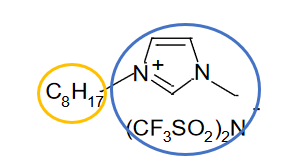 N+ N
C8H17
(CF3SO2)2N-